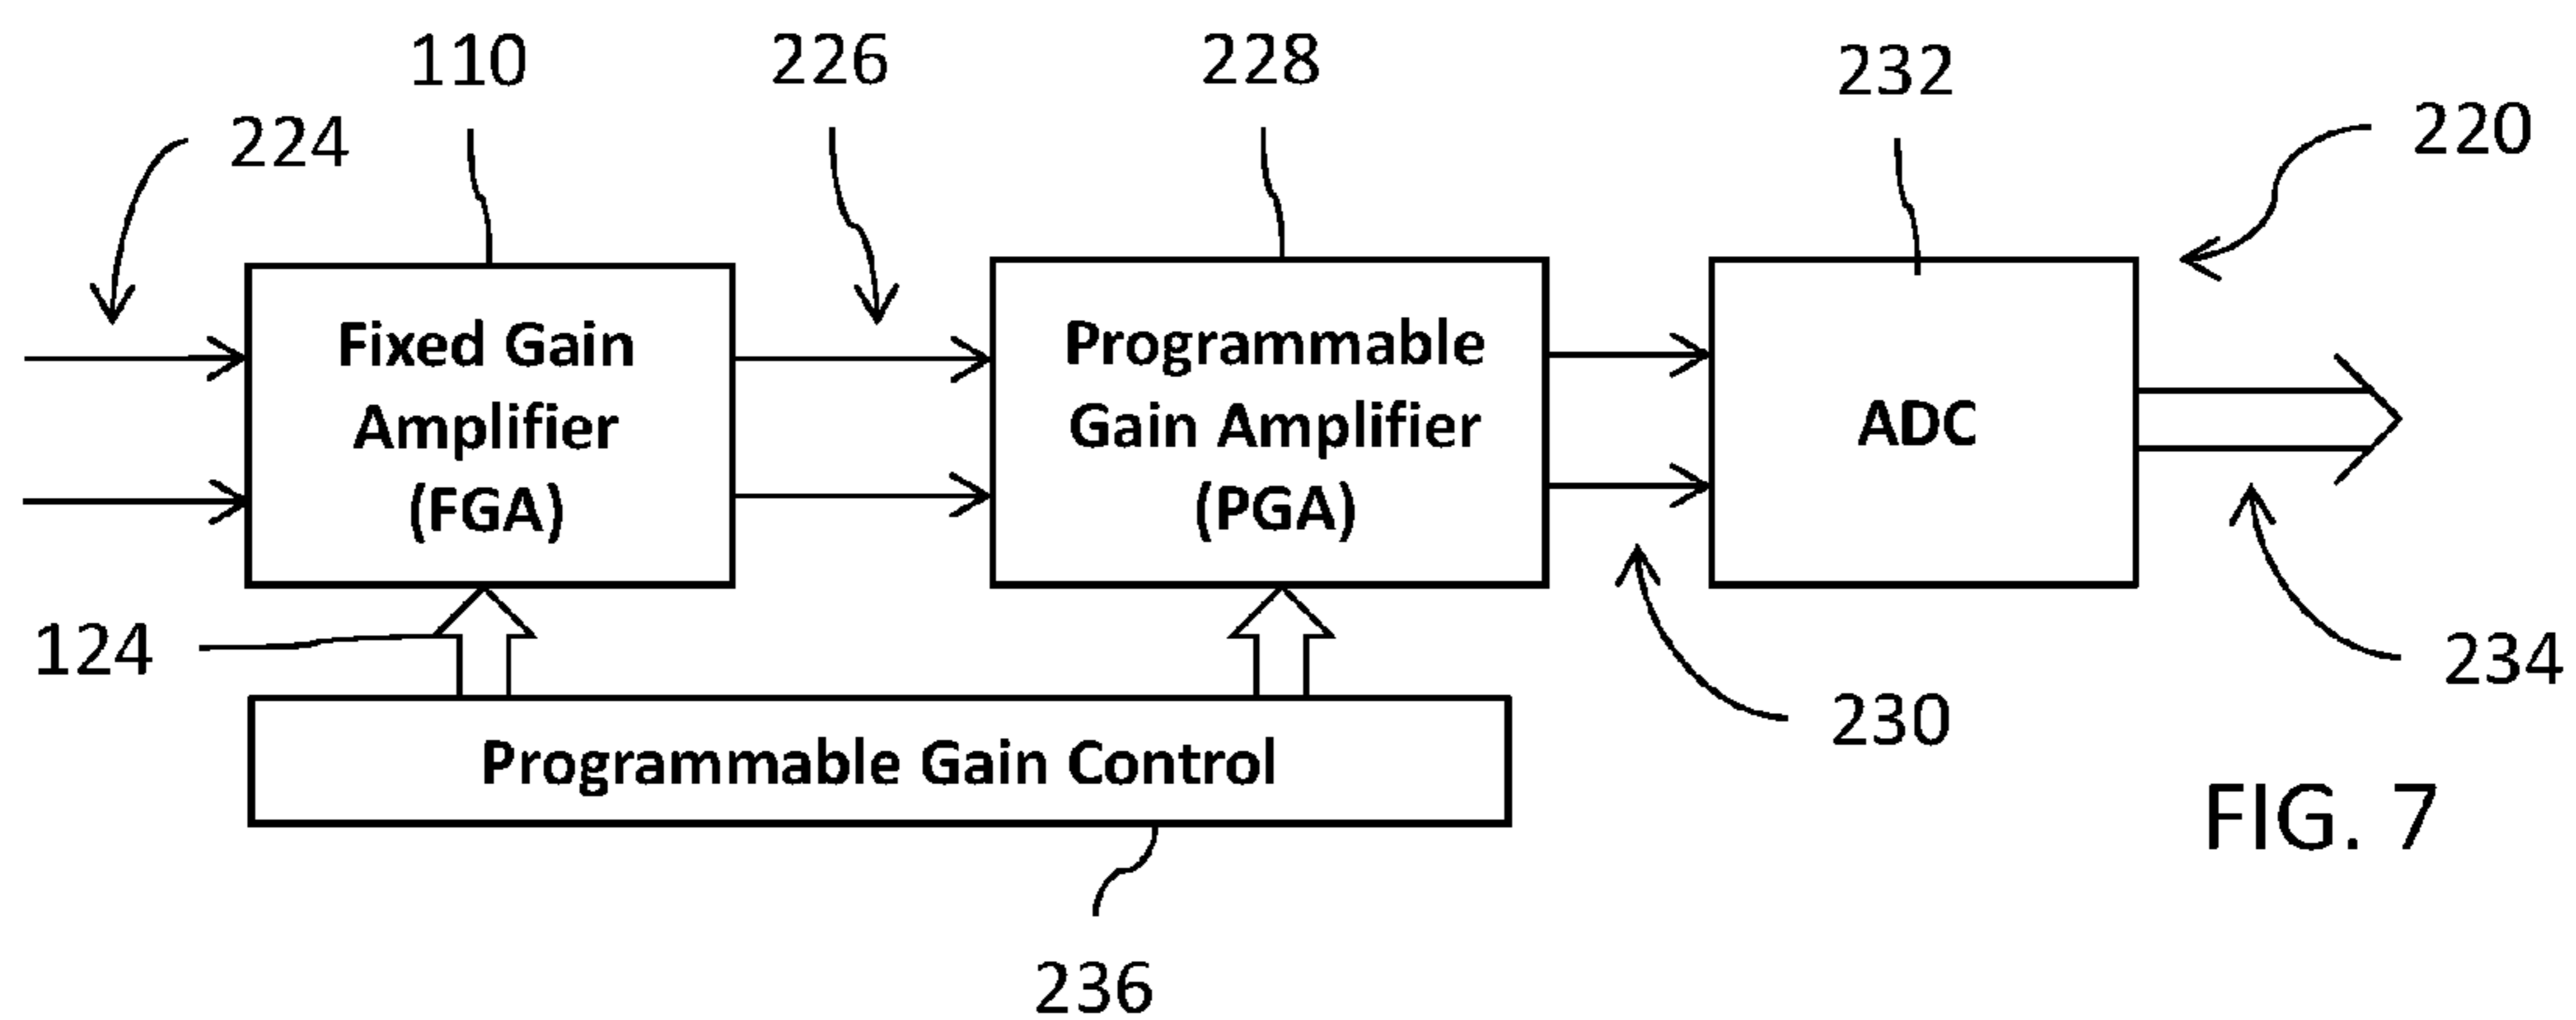 110
226
228
232
220
224
Fixed Gain
Amplifier
(FGA)
Programmable
Gain Amplifier
(PGA)
ADC
124
230
234
Programmable Gain Control
236
FIG. 7